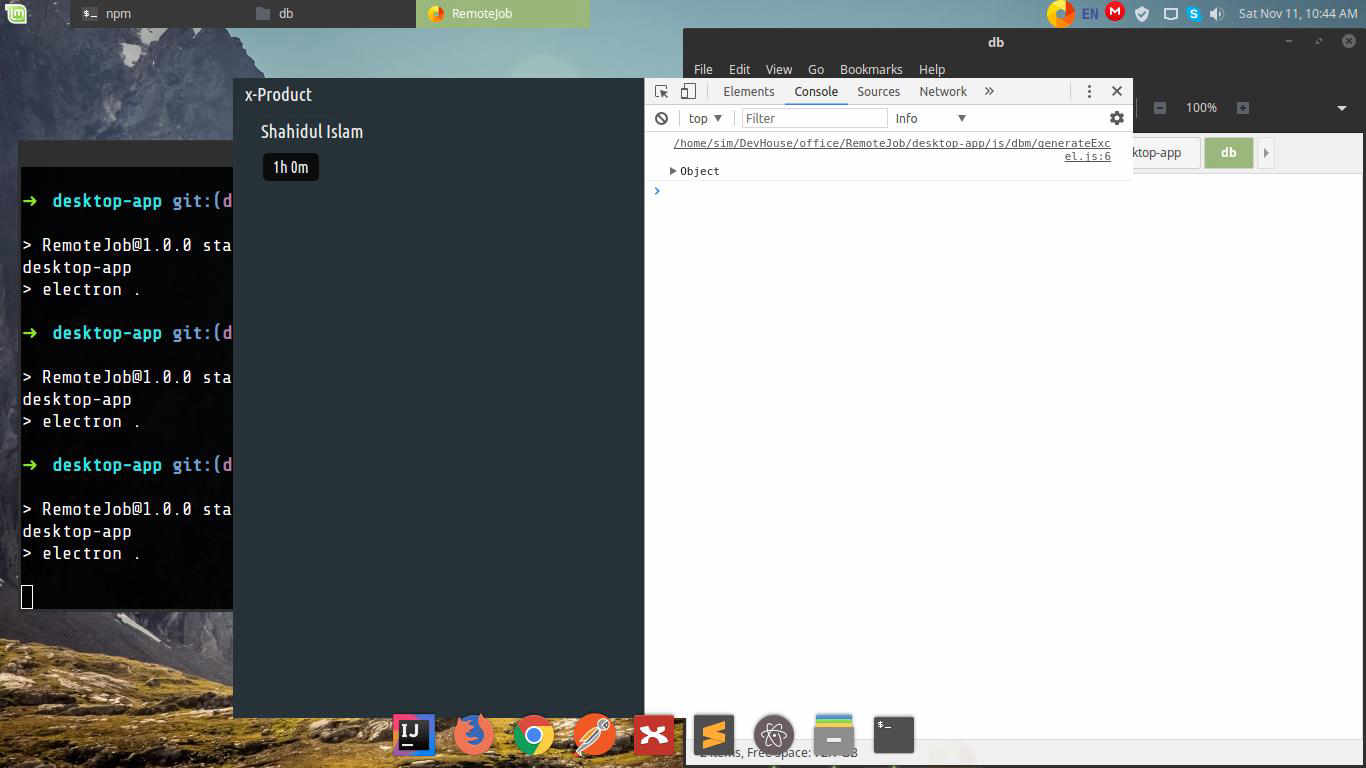 npm
db
RemoteJob
EN
Sat Nov 11, 10:44 AM
db
File Edit View Go Bookmarks Help
100%
ktop-app
db
x-Product
Shahidul Islam
1h 0m
Elements Console Sources Network »
top ▼ Filter Info ▼
/home/sim/DevHouse/office/RemoteJob/desktop-app/js/dbm/generateExc
el.js:6
▶ Object
>
➜ desktop-app git:(d
> RemoteJob@1.0.0 sta
desktop-app
> electron .
➜ desktop-app git:(d
> RemoteJob@1.0.0 sta
desktop-app
> electron .
➜ desktop-app git:(d
> RemoteJob@1.0.0 sta
desktop-app
> electron .
IJ
$_
items, Free space:
GB